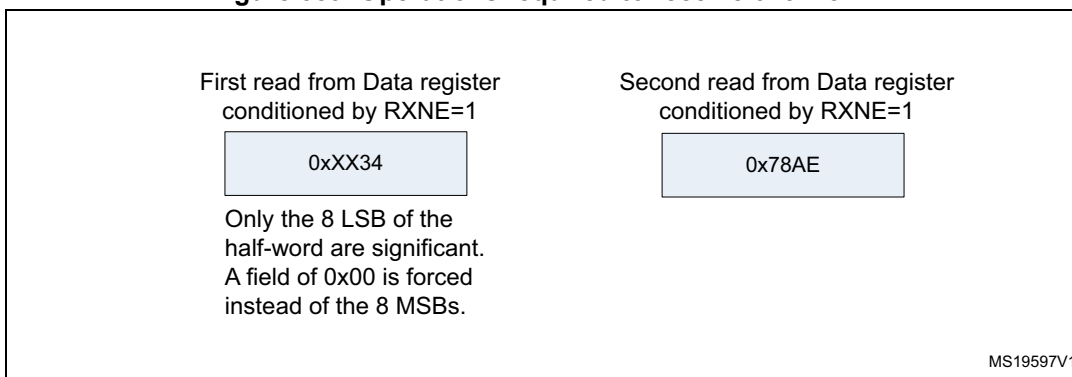 First read from Data register
conditioned by RXNE=1
0xXX34
Only the 8 LSB of the
half-word are significant.
A field of 0x00 is forced
instead of the 8 MSBs.
Second read from Data register
conditioned by RXNE=1
0x78AE
MS19597V1